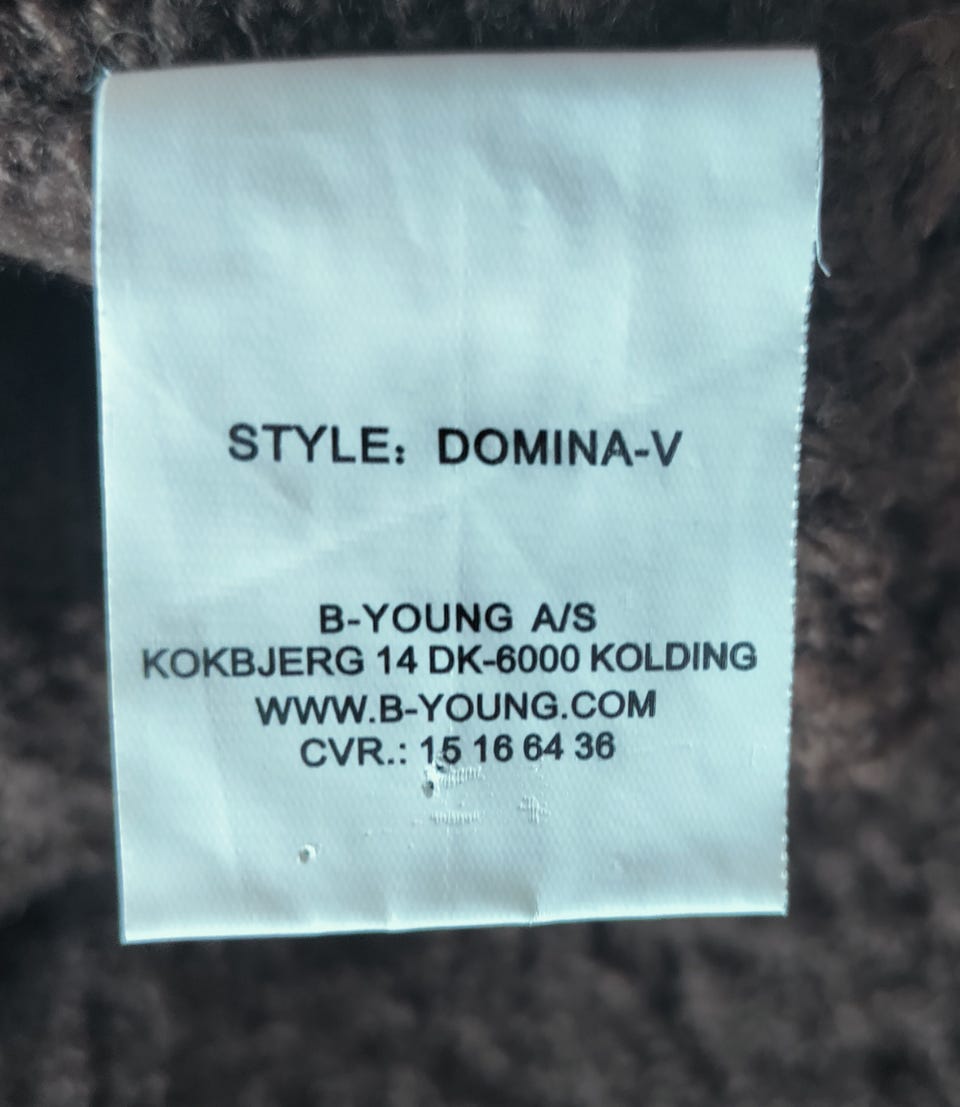 STYLE: DOMINA-V
B-YOUNG A/S
KOKBJERG 14 DK-6000 KOLDING
WWW.B-YOUNG.COM
CVR.: 15 16 64 36